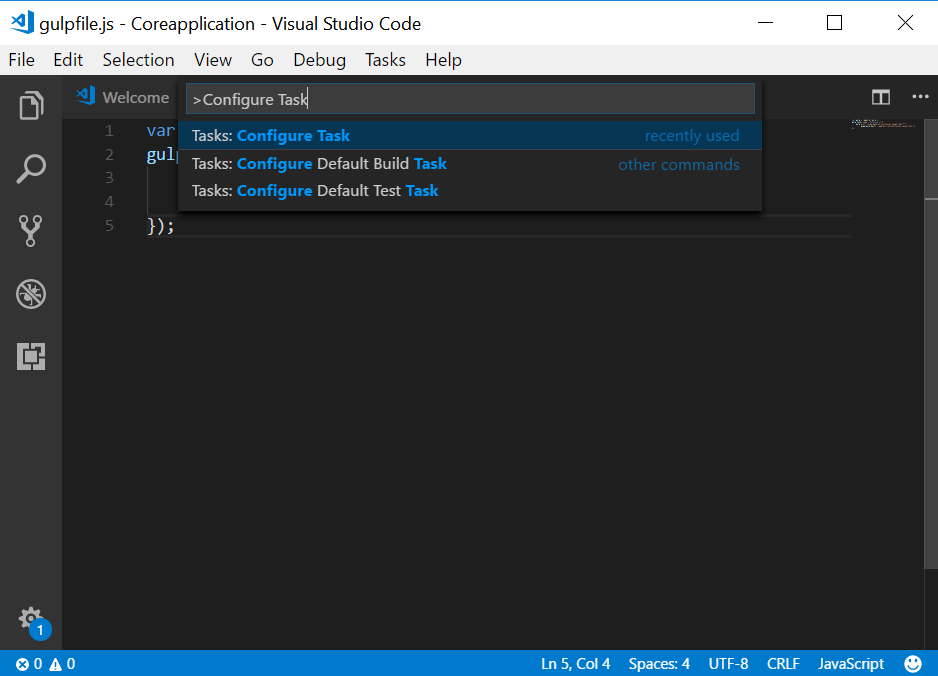 gulpfile.js - Coreapplication - Visual Studio Code
File Edit Selection View Go Debug Tasks Help
Welcome
>Configure Task
Tasks: Configure Task recently used
Tasks: Configure Default Build Task other commands
Tasks: Configure Default Test Task
1 var
2
3
4
5 });
1
0 0 Ln 5, Col 4 Spaces: 4 UTF-8 CRLF JavaScript